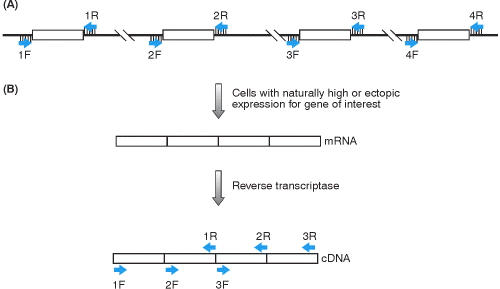 (A)
1R 2R 3R 4R
1F 2F 3F 4F
(B)
Cells with naturally high or ectopic
expression for gene of interest
mRNA
Reverse transcriptase
1R 2R 3R
cDNA
1F 2F 3F